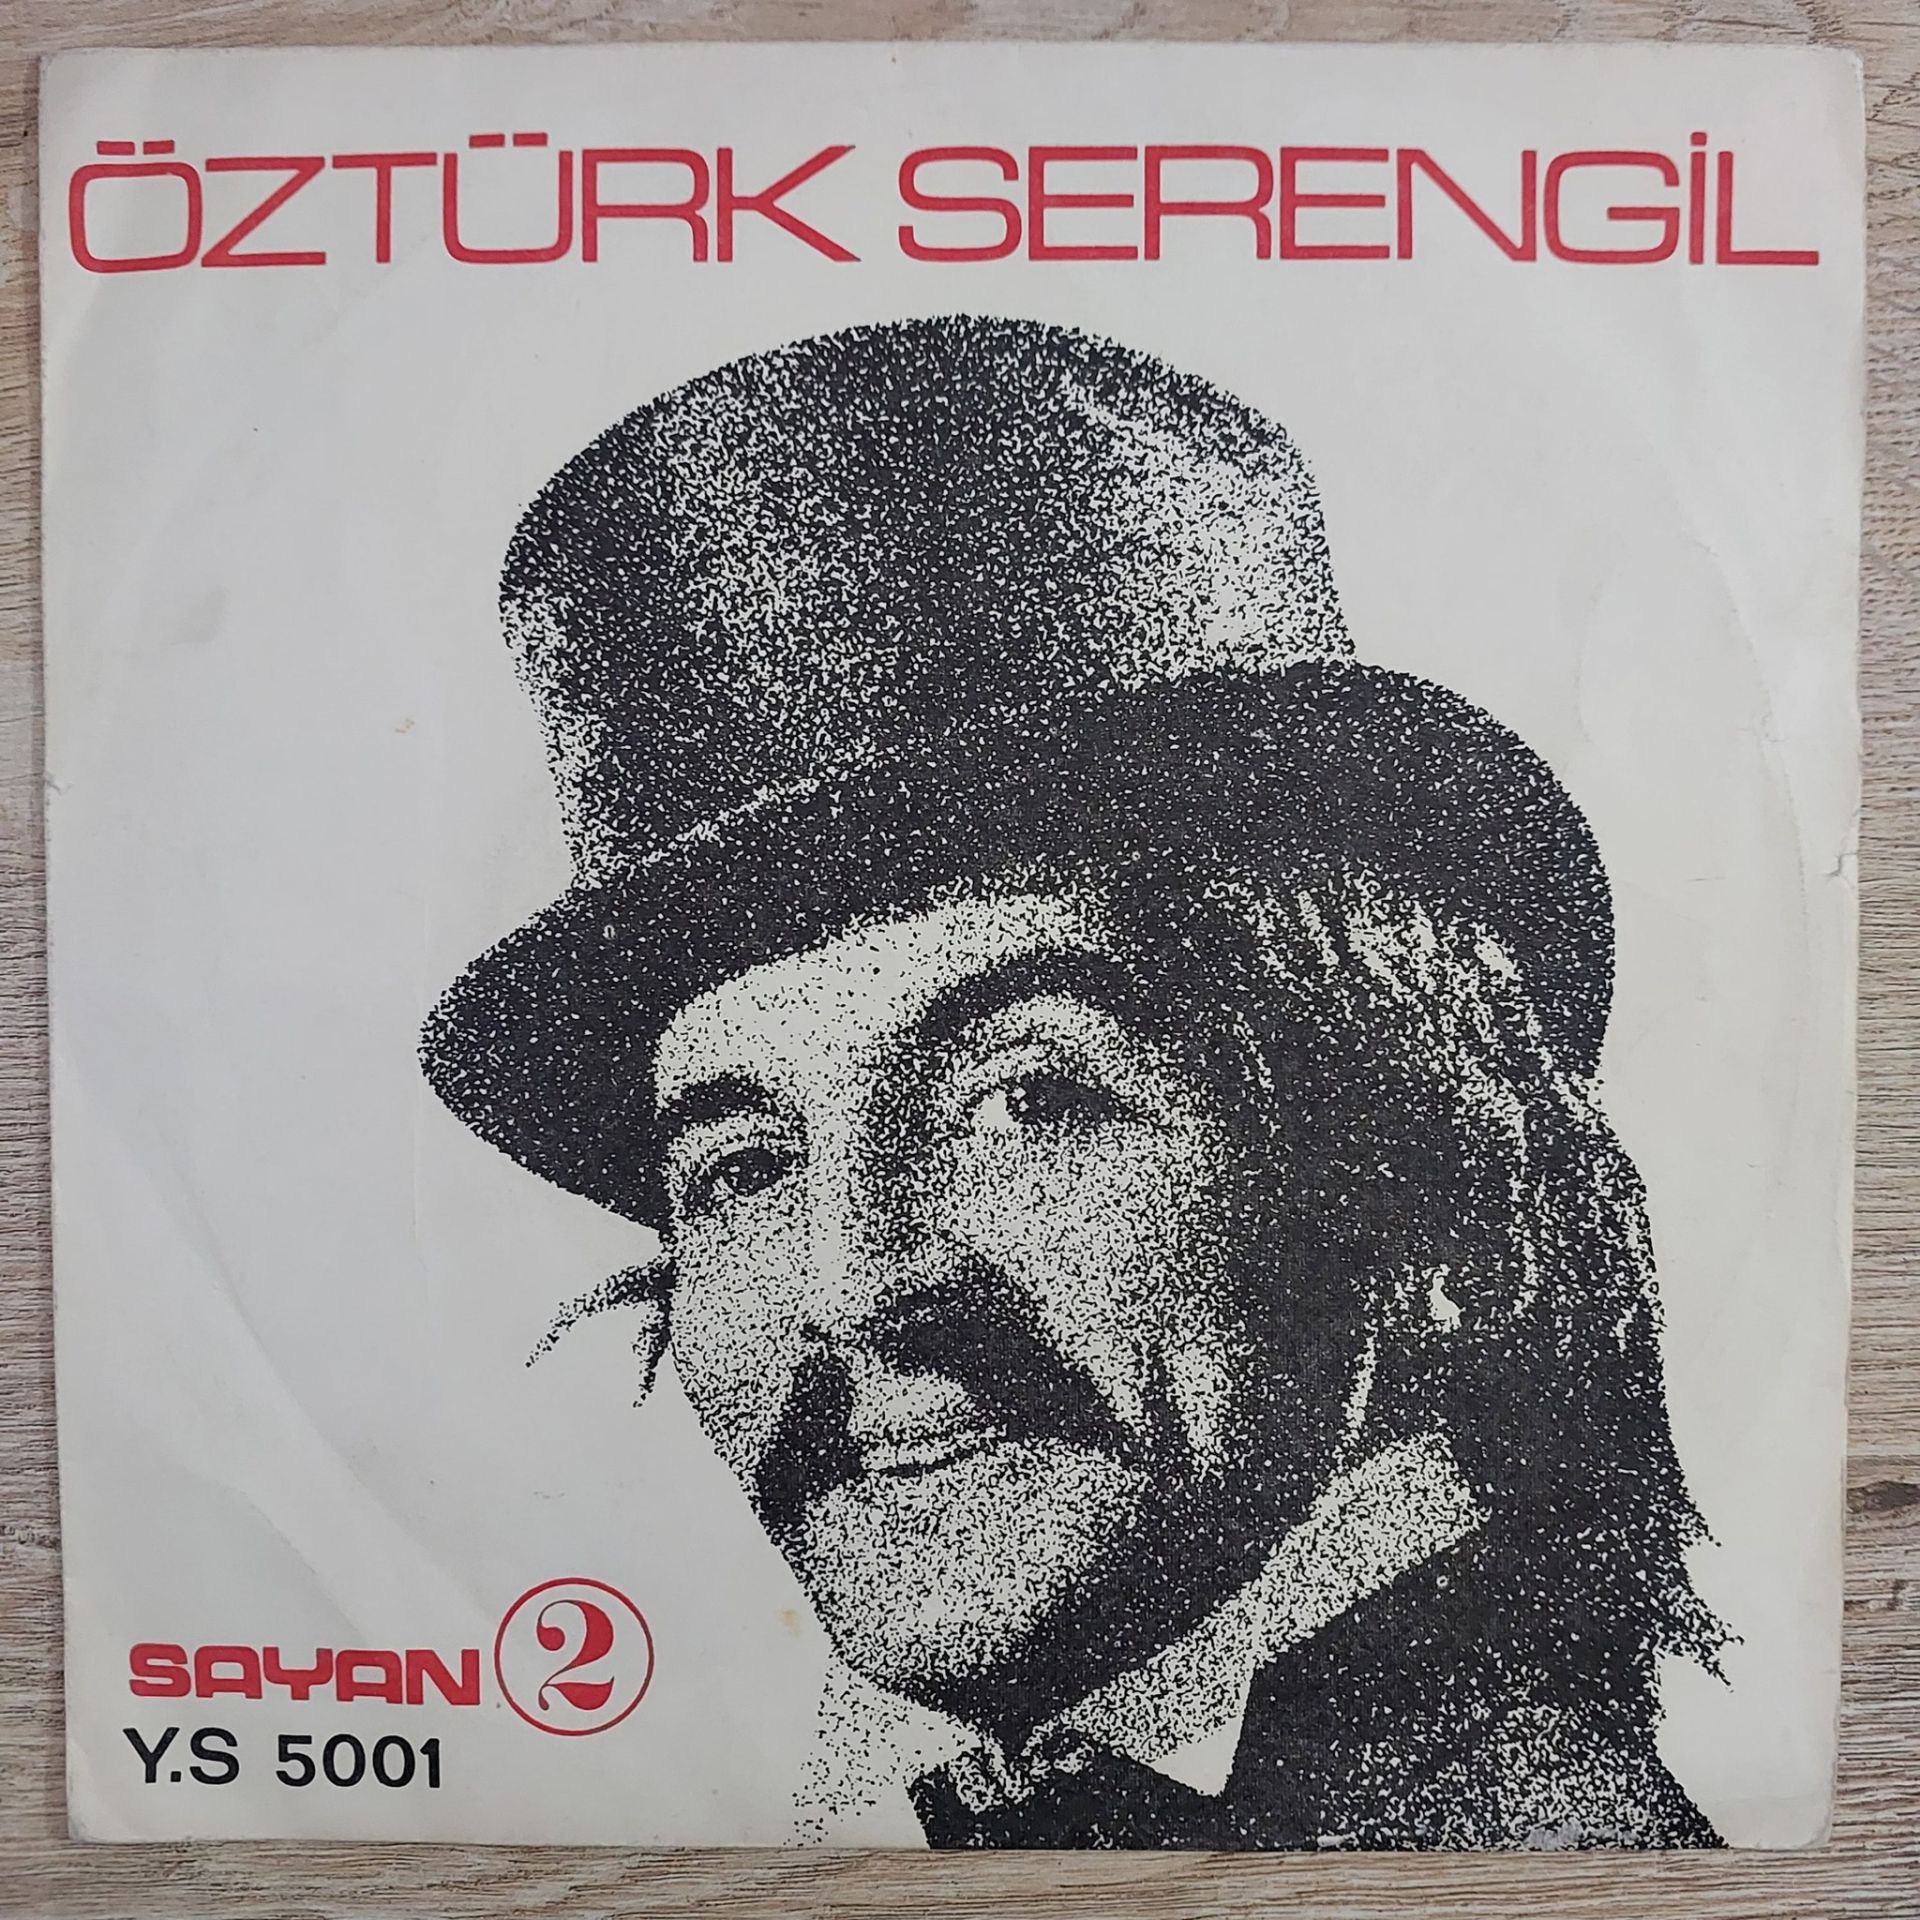 ÖZTÜRK SERENGİL
SAYAN 2
Y.S 5001